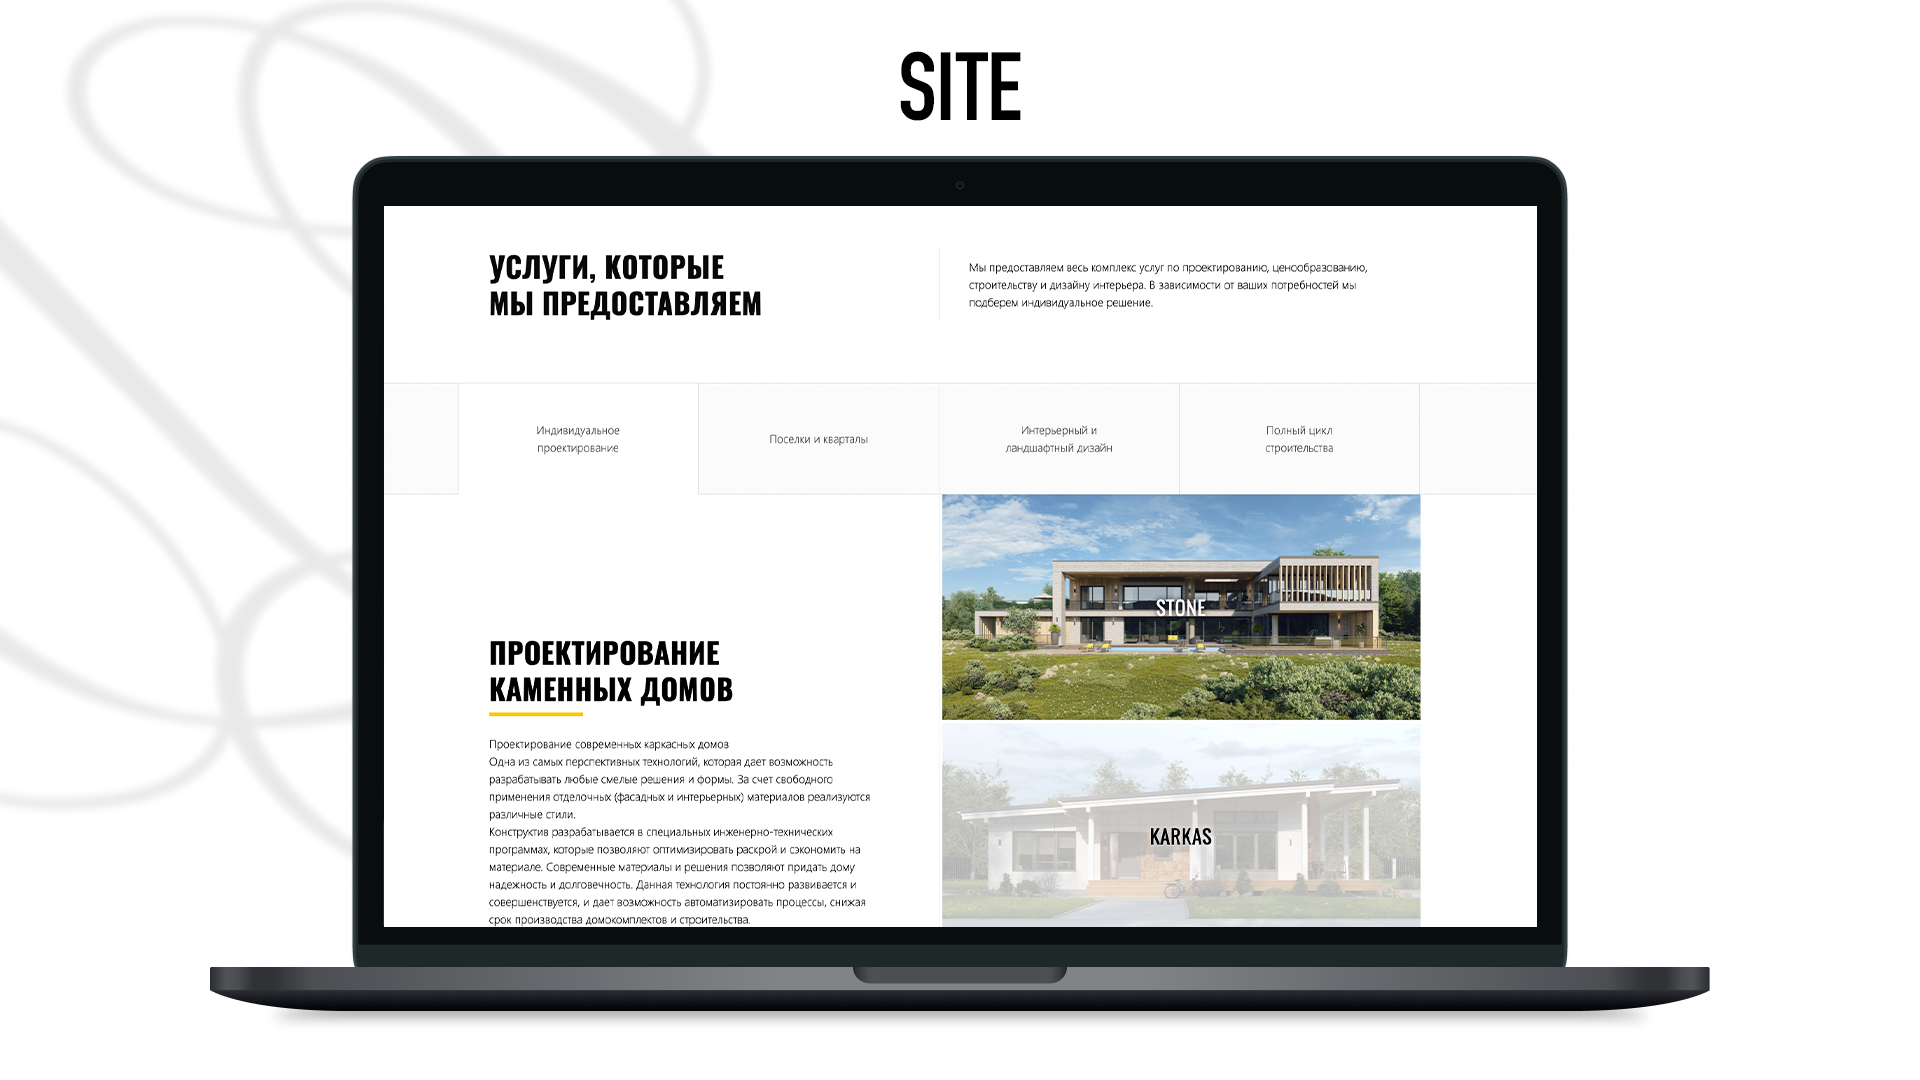 SITE
УСЛУГИ, КОТОРЫЕ
МЫ ПРЕДОСТАВЛЯЕМ
Мы предоставляем весь комплекс услуг по проектированию, ценообразованию,
строительству и дизайну интерьера. В зависимости от ваших потребностей мы
подберем индивидуальное решение.
Индивидуальное
проектирование
Поселки и кварталы
Интерьерный и
ландшафтный дизайн
Полный цикл
строительства
STONE
ПРОЕКТИРОВАНИЕ
КАМЕННЫХ ДОМОВ
Проектирование современных каркасных домов
Одна из самых перспективных технологий, которая дает возможность
разрабатывать любые смелые решения и формы. За счет свободного
применения отделочных (фасадных и интерьерных) материалов реализуются
различные стили.
Конструктив разрабатывается в специальных инженерно-технических
программах, которые позволяют оптимизировать раскрой и сэкономить на
материале. Современные материалы и решения позволяют придать дому
надежность и долговечность. Данная технология постоянно развивается и
совершенствуется, и дает возможность автоматизировать процессы, снижая
срок производства домокомплектов и строительства.
KARKAS